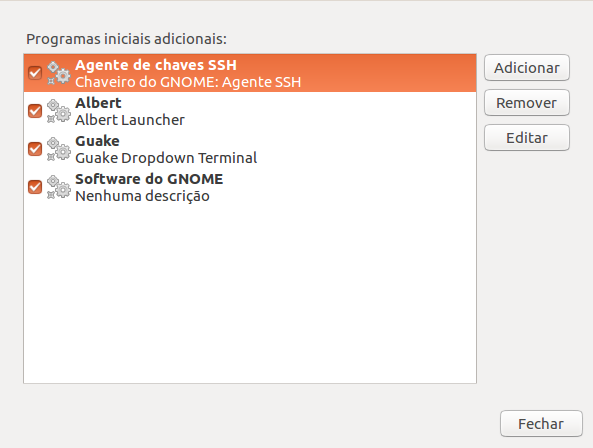 Programas iniciais adicionais:
Agente de chaves SSH
Chaveiro do GNOME: Agente SSH
Albert
Albert Launcher
Guake
Guake Dropdown Terminal
Software do GNOME
Nenhuma descrição
Adicionar
Remover
Editar
Fechar